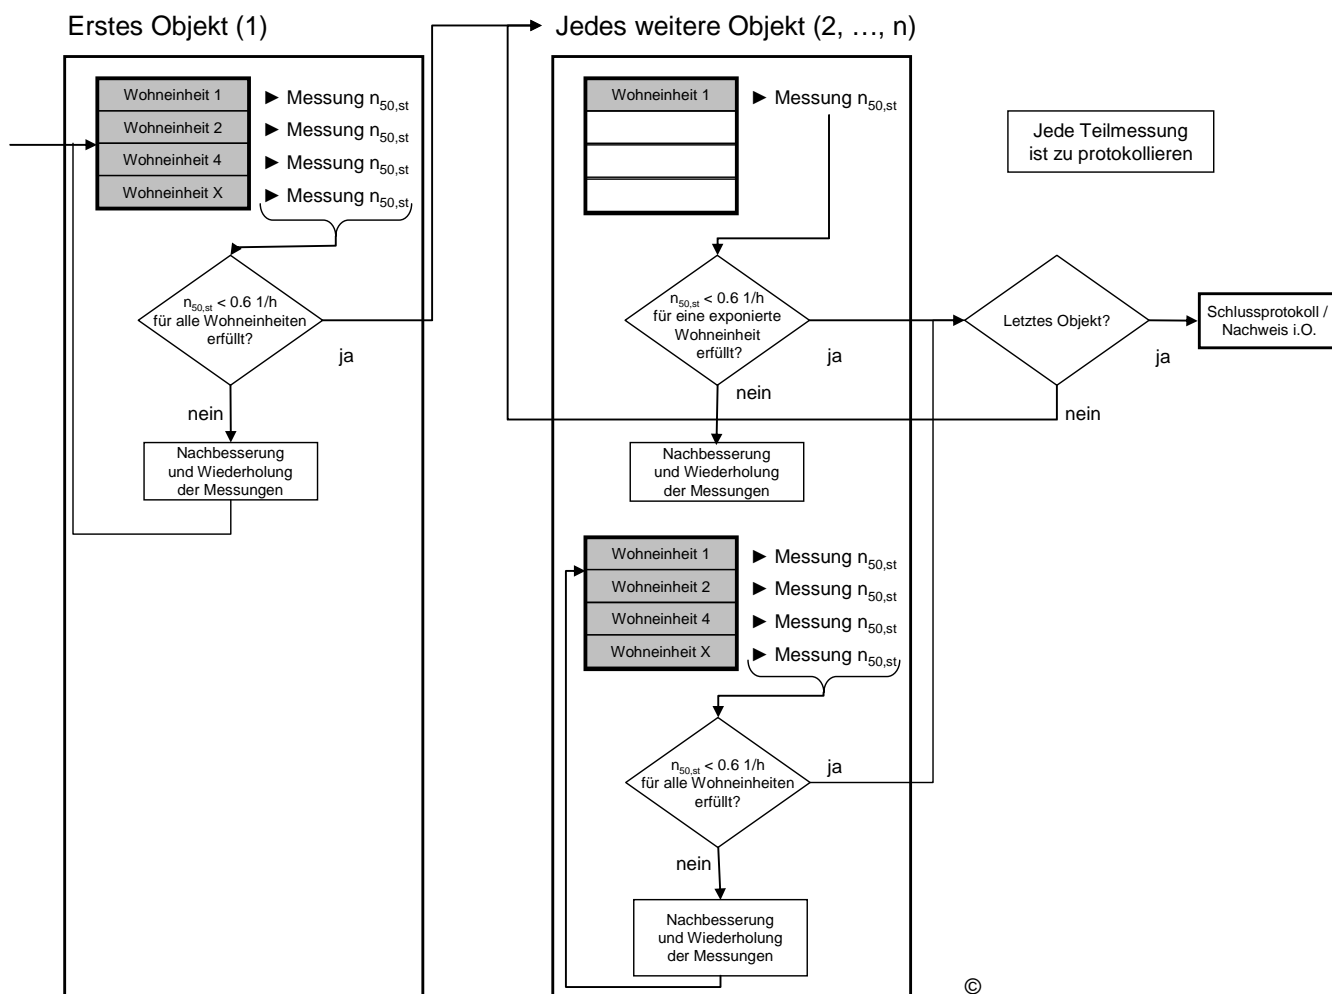 Erstes Objekt (1)
Wohneinheit 1
► Messung n50,st
Wohneinheit 2
► Messung n50,st
Wohneinheit 4
► Messung n50,st
Wohneinheit X
► Messung n50,st
n50,st < 0.6 1/h
für alle Wohneinheiten
erfüllt?
ja
nein
Nachbesserung
und Wiederholung
der Messungen
Jedes weitere Objekt (2, …, n)
Wohneinheit 1
► Messung n50,st
n50,st < 0.6 1/h
für eine exponierte
Wohneinheit
erfüllt?
ja
nein
Nachbesserung
und Wiederholung
der Messungen
Wohneinheit 1
► Messung n50,st
Wohneinheit 2
► Messung n50,st
Wohneinheit 4
► Messung n50,st
Wohneinheit X
► Messung n50,st
n50,st < 0.6 1/h
für alle Wohneinheiten
erfüllt?
ja
nein
Nachbesserung
und Wiederholung
der Messungen
Jede Teilmessung
ist zu protokollieren
Letztes Objekt?
ja
nein
Schlussprotokoll /
Nachweis i.O.
©